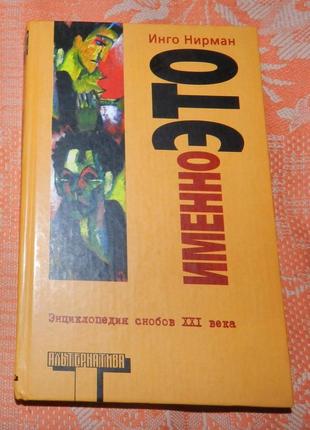 Инго Нирман
ИМЕННО ЭТО
Энциклопедия снобов XXI века
АЛЬТЕРНАТИВА